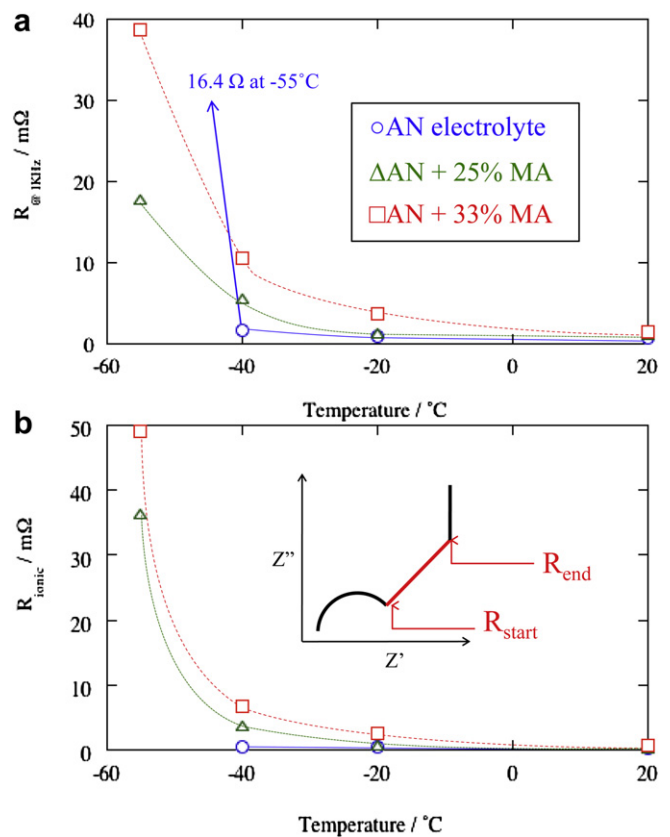 a
40
30
20
10
0
R@ 1KHz / mΩ
16.4 Ω at -55˚C
AN electrolyte
AN + 25% MA
AN + 33% MA
-60
-40
-20
0
20
Temperature / ˚C
b
50
40
30
20
10
0
Rionic / mΩ
Z''
Z'
Rend
Rstart
-60
-40
-20
0
20
Temperature / ˚C